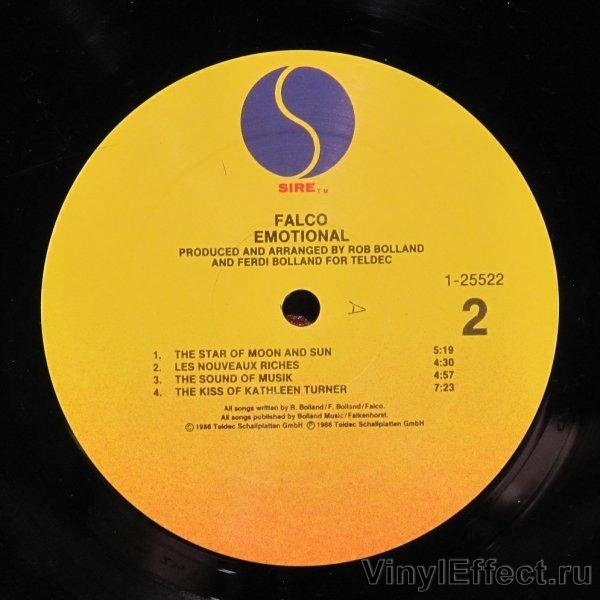 SIRE™
FALCO
EMOTIONAL
PRODUCED AND ARRANGED BY ROB BOLLAND
AND FERDI BOLLAND FOR TELDEC
1-25522
2
1. THE STAR OF MOON AND SUN 5:19
2. LES NOUVEAUX RICHES 4:30
3. THE SOUND OF MUSIK 4:57
4. THE KISS OF KATHLEEN TURNER 7:23
All songs written by R. Bolland/F. Bolland/Falco.
All songs published by Bolland Music/Falkenhorst.
© 1986 Teldec Schallplatten GmbH ℗ 1986 Teldec Schallplatten GmbH
VinylEffect.ru